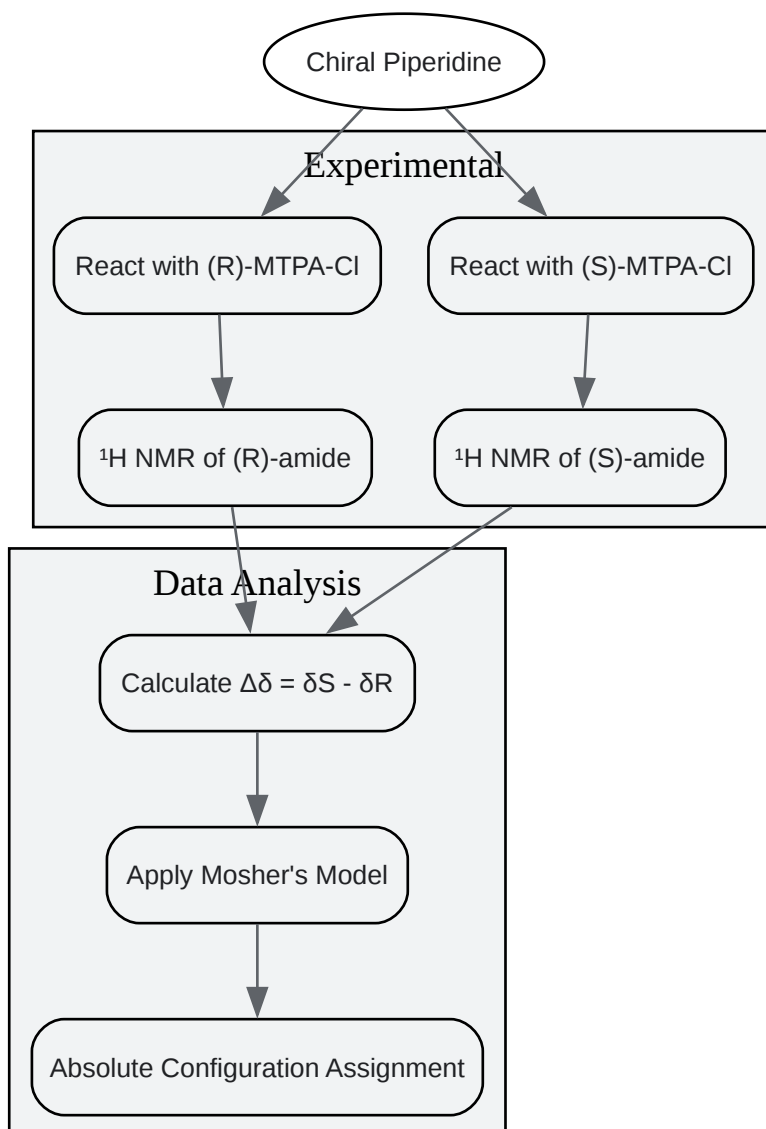 Chiral Piperidine
Experimental
React with (R)-MTPA-Cl
React with (S)-MTPA-Cl
¹H NMR of (R)-amide
¹H NMR of (S)-amide
Data Analysis
Calculate Δδ = δS - δR
Apply Mosher's Model
Absolute Configuration Assignment